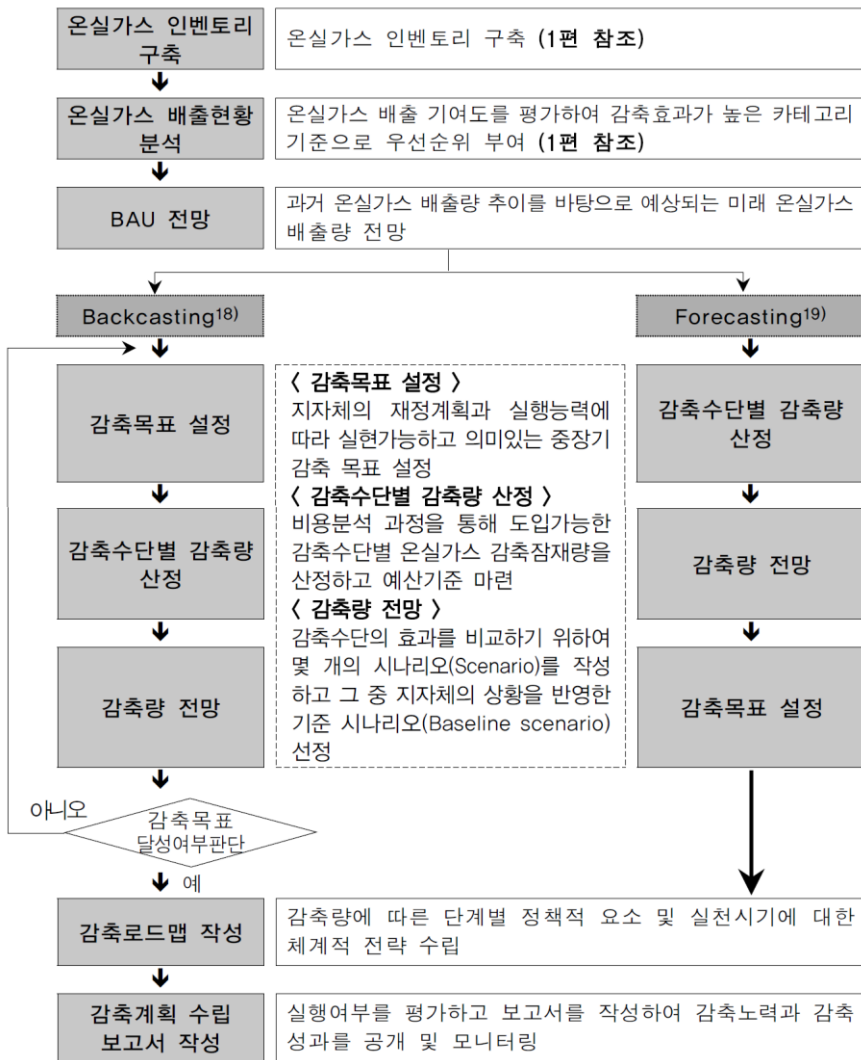 온실가스 인벤토리
구축
온실가스 인벤토리 구축 (1편 참조)
온실가스 배출현황
분석
온실가스 배출 기여도를 평가하여 감축효과가 높은 카테고리
기준으로 우선순위 부여 (1편 참조)
BAU 전망
과거 온실가스 배출량 추이를 바탕으로 예상되는 미래 온실가스
배출량 전망
Backcasting18)
Forecasting19)
감축목표 설정
감축수단별 감축량
산정
감축량 전망
〈 감축목표 설정 〉
지자체의 재정계획과 실행능력에
따라 실현가능하고 의미있는 중장기
감축 목표 설정
〈 감축수단별 감축량 산정 〉
비용분석 과정을 통해 도입가능한
감축수단별 온실가스 감축잠재량을
산정하고 예산기준 마련
〈 감축량 전망 〉
감축수단의 효과를 비교하기 위하여
몇 개의 시나리오(Scenario)를 작성
하고 그 중 지자체의 상황을 반영한
기준 시나리오(Baseline scenario)
선정
감축수단별 감축량
산정
감축량 전망
감축목표 설정
아니오
감축목표
달성여부판단
예
감축로드맵 작성
감축량에 따른 단계별 정책적 요소 및 실천시기에 대한
체계적 전략 수립
감축계획 수립
보고서 작성
실행여부를 평가하고 보고서를 작성하여 감축노력과 감축
성과를 공개 및 모니터링